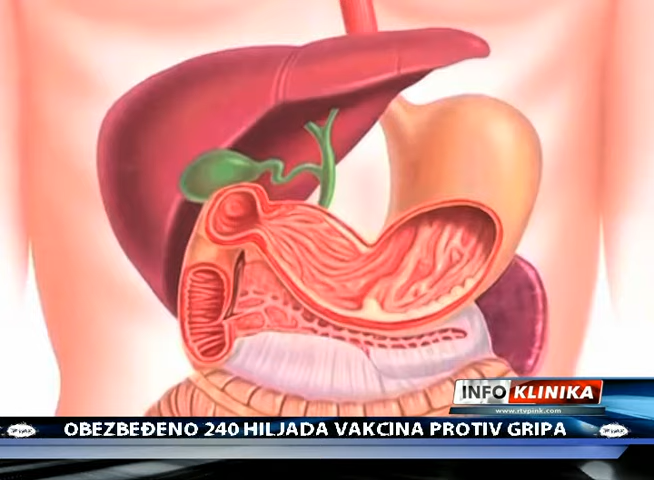 INFO KLINIKA
www.rtvpink.com
OBEZBEĐENO 240 HILJADA VAKCINA PROTIV GRIPA